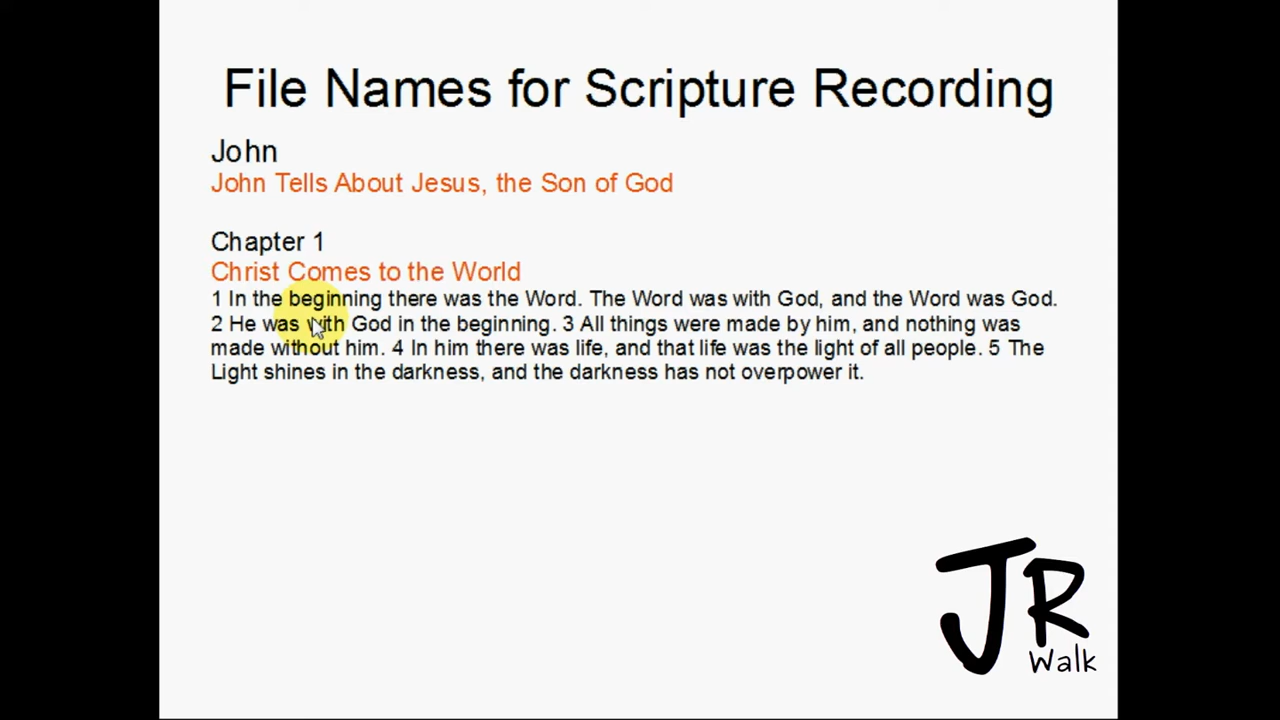 File Names for Scripture Recording
John
John Tells About Jesus, the Son of God
Chapter 1
Christ Comes to the World
1 In the beginning there was the Word. The Word was with God, and the Word was God.
2 He was with God in the beginning. 3 All things were made by him, and nothing was
made without him. 4 In him there was life, and that life was the light of all people. 5 The
Light shines in the darkness, and the darkness has not overpower it.
JR
Walk